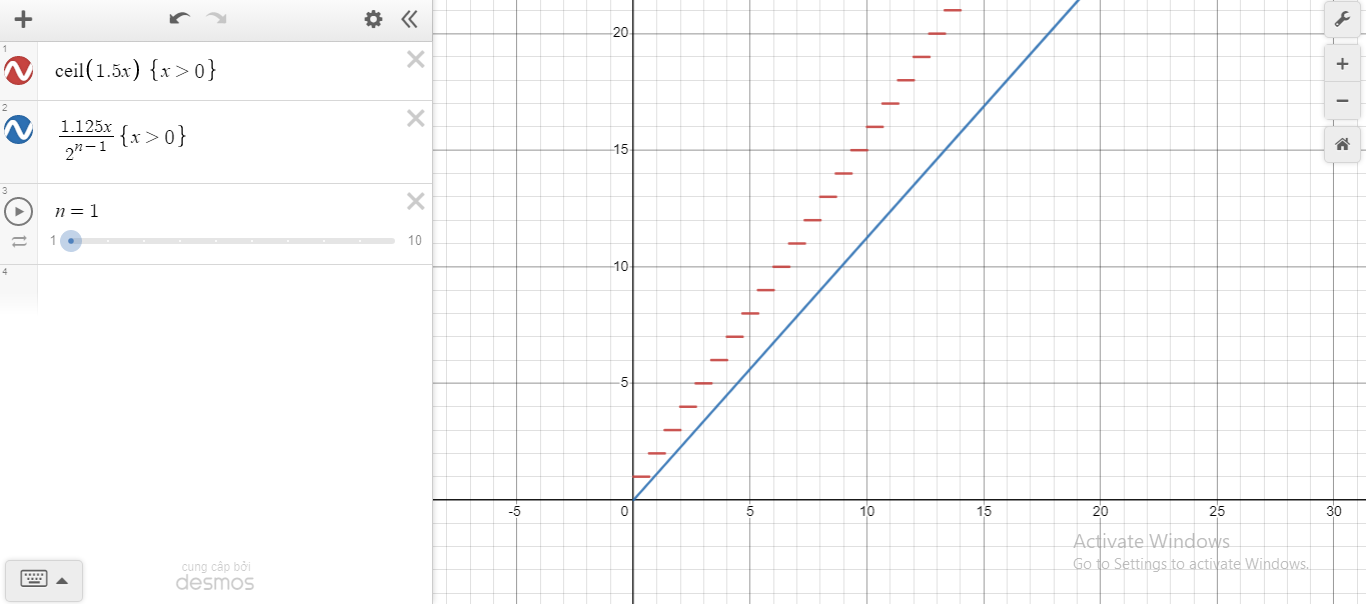 1
ceil(1.5x) {x > 0}
2
1.125x
2^{n−1} {x > 0}
3
n = 1
1 10
4
cung cấp bởi
desmos
20
15
10
5
-5 0 5 10 15 20 25 30
Activate Windows
Go to Settings to activate Windows.